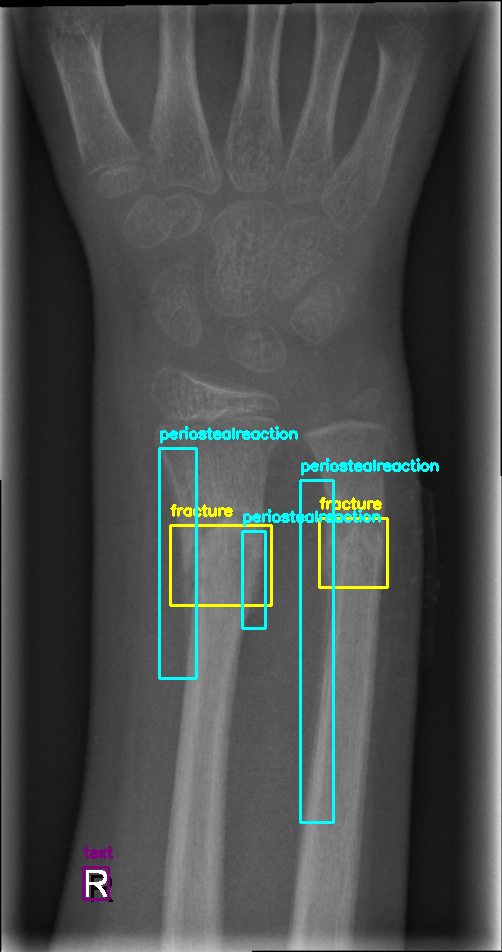 periostealreaction
periostealreaction
fracture
fracture
periostealreaction
text
R